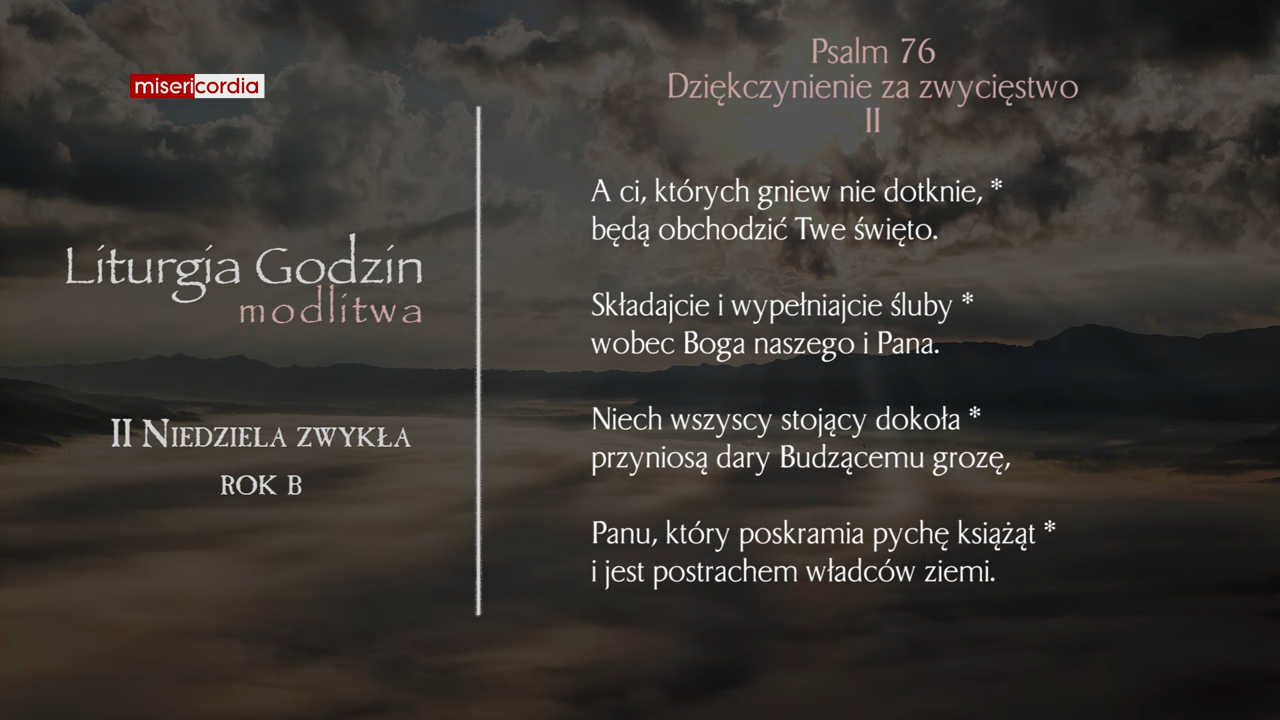 misericordia
Liturgia Godzin
modlitwa
II Niedziela zwykła
rok B
Psalm 76
Dziękczynienie za zwycięstwo
II
A ci, których gniew nie dotknie, *
będą obchodzić Twe święto.
Składajcie i wypełniajcie śluby *
wobec Boga naszego i Pana.
Niech wszyscy stojący dokoła *
przyniosą dary Budzącemu grozę,
Panu, który poskramia pychę książąt *
i jest postrachem władców ziemi.